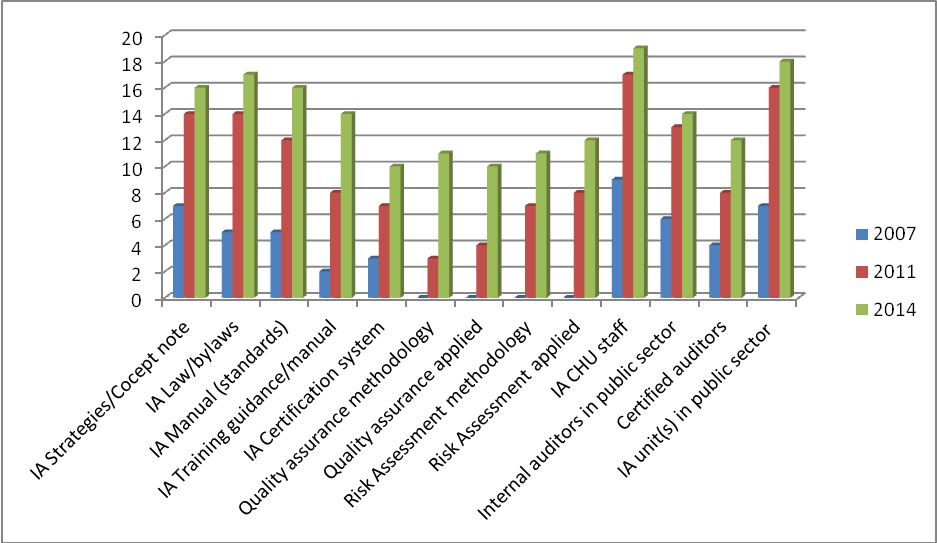 20
18
16
14
12
10
8
6
4
2
0
IA Strategies/Cocept note
IA Law/bylaws
IA Manual (standards)
IA Training guidance/manual
IA Certification system
Quality assurance methodology
Quality assurance applied
Risk Assessment methodology
Risk Assessment applied
IA CHU staff
Internal auditors in public sector
Certified auditors
IA unit(s) in public sector
2007
2011
2014